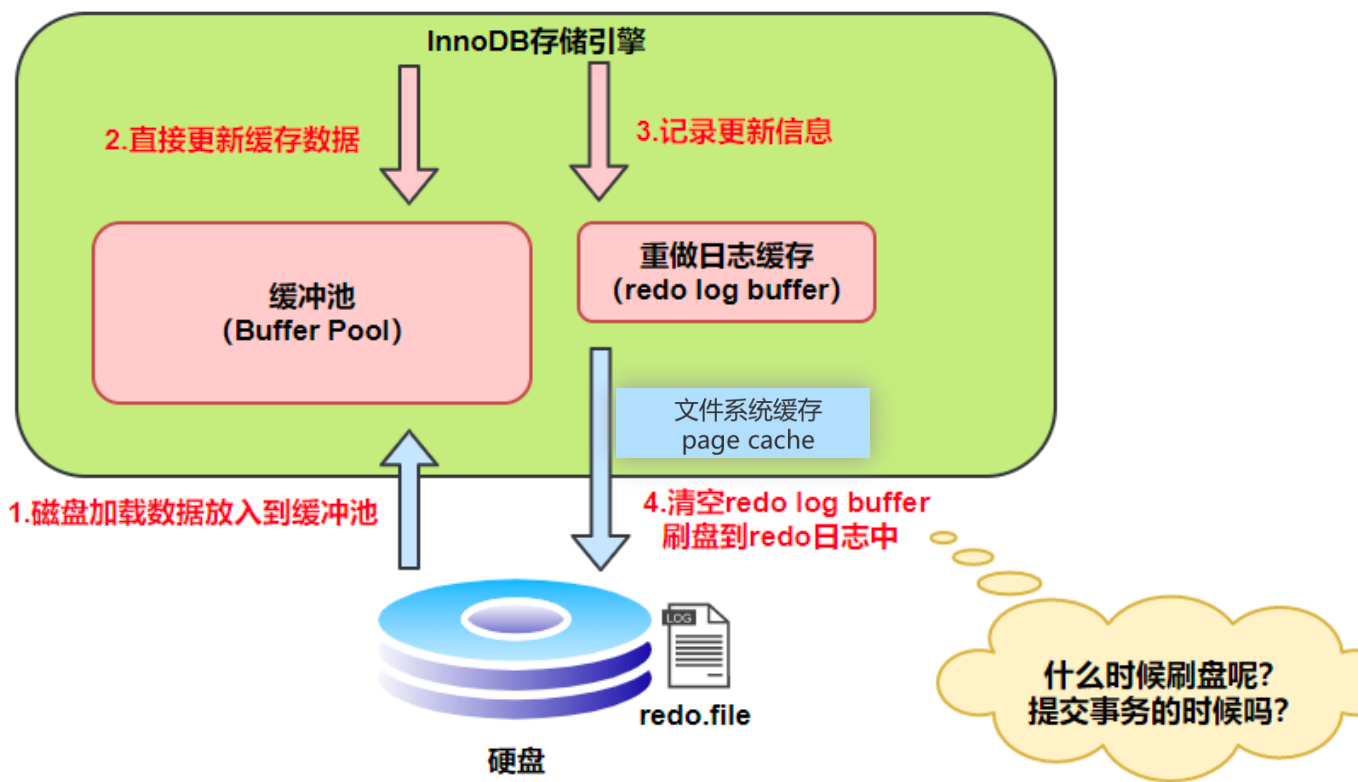 InnoDB存储引擎
2.直接更新缓存数据
3.记录更新信息
缓冲池
（Buffer Pool）
重做日志缓存
（redo log buffer）
文件系统缓存
page cache
1.磁盘加载数据放入到缓冲池
4.清空redo log buffer
刷盘到redo日志中
LOG
redo.file
硬盘
什么时候刷盘呢？
提交事务的时候吗？